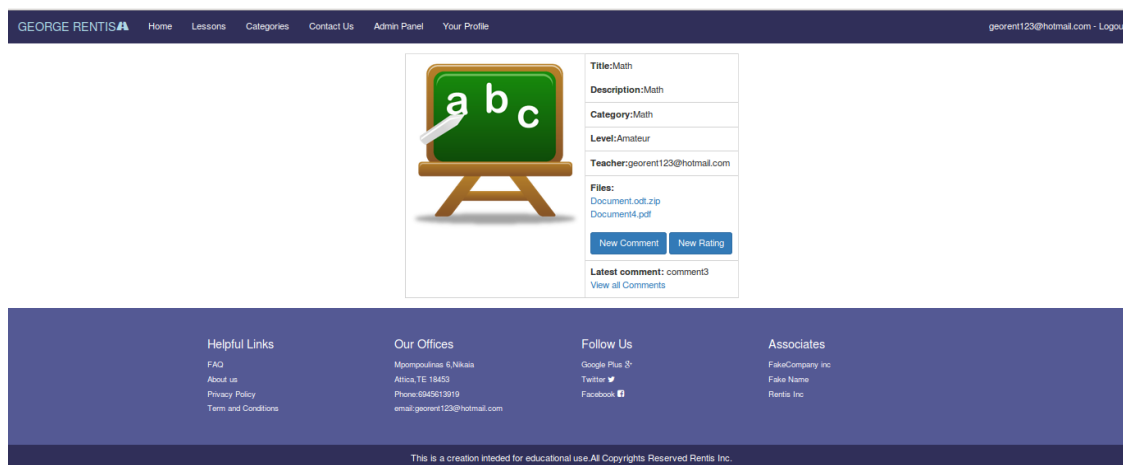 GEORGE RENTIS Home Lessons Categories Contact Us Admin Panel Your Profile georent123@hotmail.com - Logou
a b c
Title:Math
Description:Math
Category:Math
Level:Amateur
Teacher:georent123@hotmail.com
Files:
Document.odt.zip
Document4.pdf
New Comment New Rating
Latest comment: comment3
View all Comments
Helpful Links
FAQ
About us
Privacy Policy
Term and Conditions
Our Offices
Mpompoulinas 6,Nikaia
Attica,TE 18453
Phone:6945613919
email:georent123@hotmail.com
Follow Us
Google Plus
Twitter
Facebook
Associates
FakeCompany inc
Fake Name
Rentis Inc
This is a creation inteded for educational use.All Copyrights Reserved Rentis Inc.